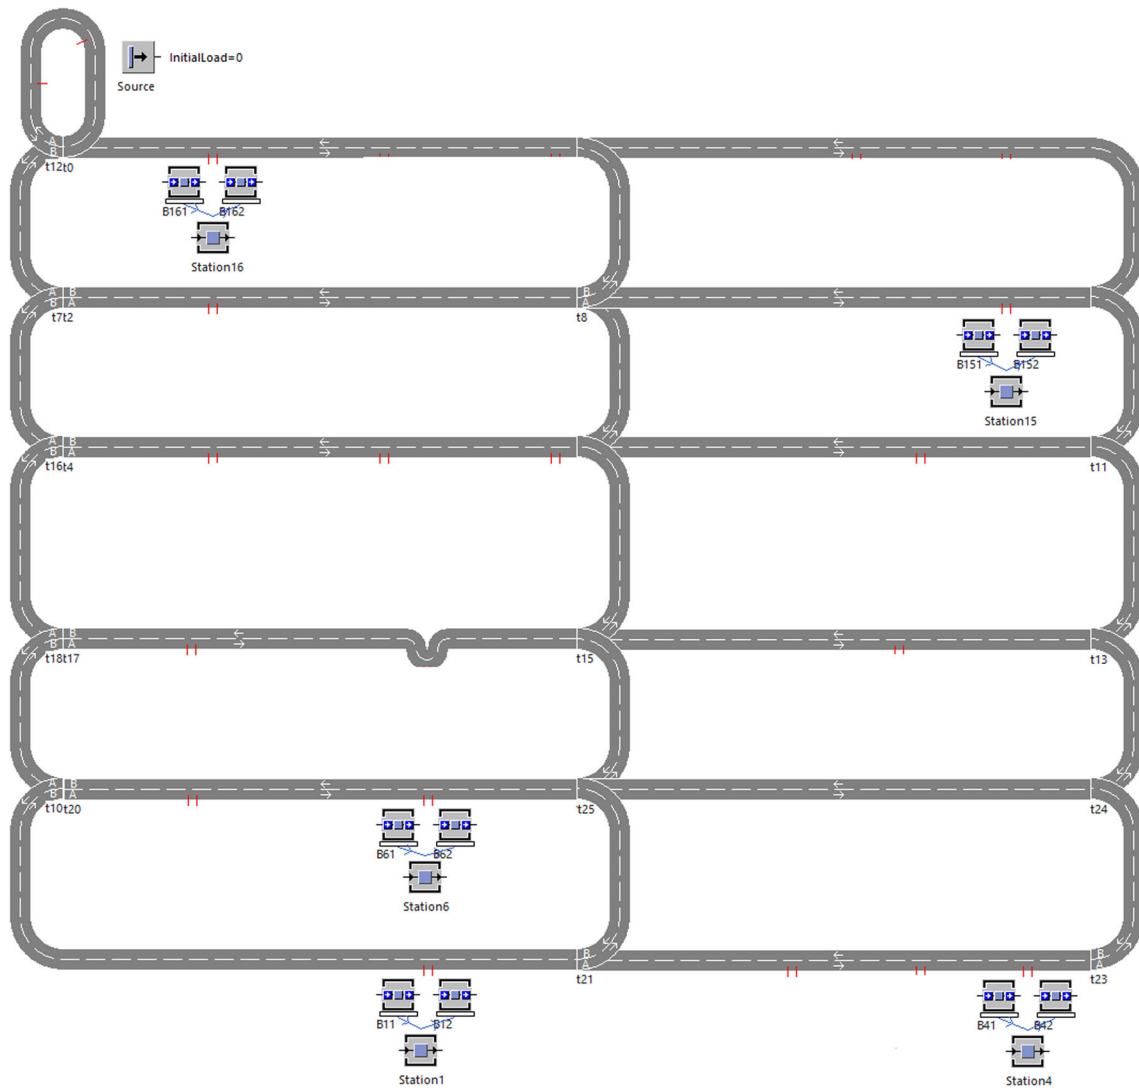 InitialLoad=0
Source
A
B
t12t0
B161 B162
Station16
A B
B A
B
A
t7t2
t8
B151 B152
Station15
A B
B A
t16t4
t11
A B
B A
t18t17
t15
t13
A B
B A
t10t20
t25
t24
B61 B62
Station6
B
A
B
A
t21
t23
B11 B12
B41 B42
Station1
Station4